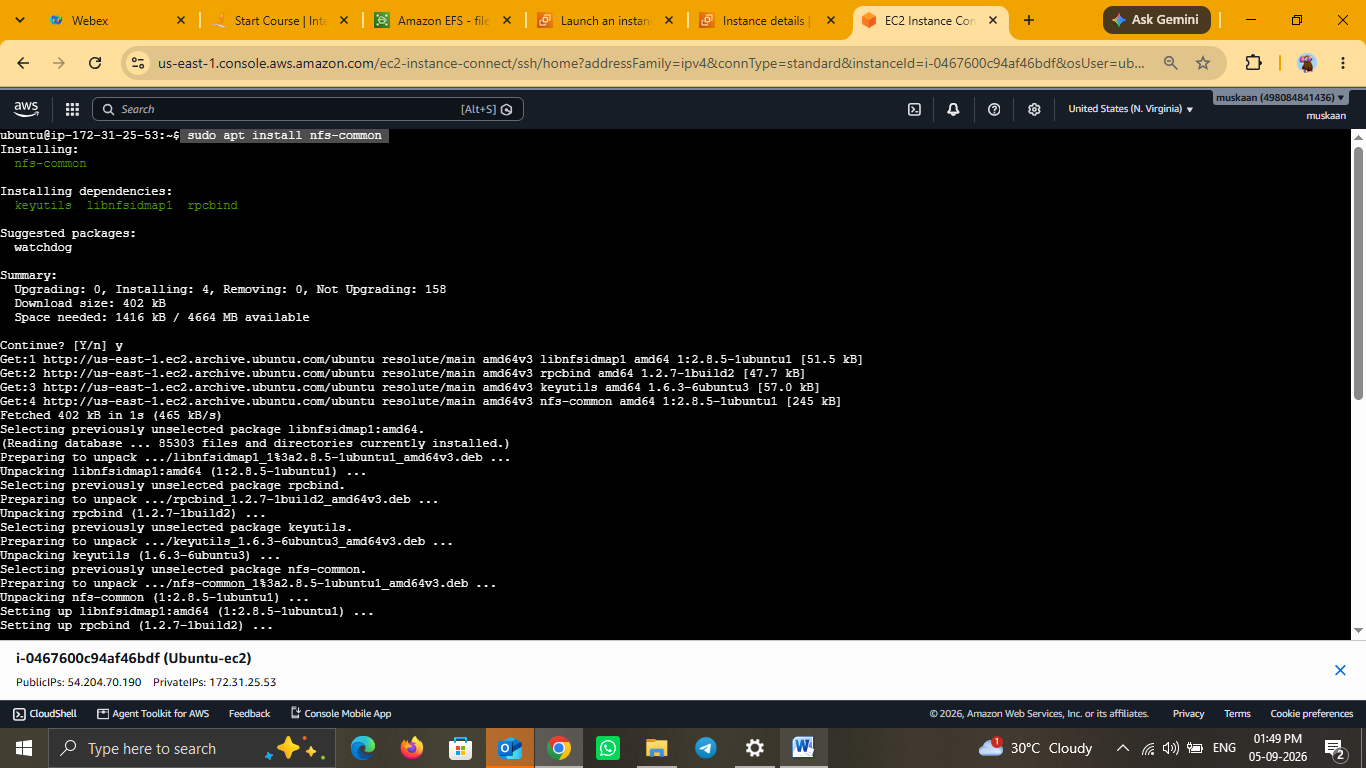 Webex
Start Course | Inte
Amazon EFS - file
Launch an instan
Instance details |
EC2 Instance Con
Ask Gemini
us-east-1.console.aws.amazon.com/ec2-instance-connect/ssh/home?addressFamily=ipv4&connType=standard&instanceId=i-0467600c94af46bdf&osUser=ub...
aws
Search
[Alt+S]
United States (N. Virginia)
muskaan (498084841436)
muskaan
ubuntu@ip-172-31-25-53:~$ sudo apt install nfs-common
Installing:
  nfs-common
Installing dependencies:
  keyutils  libnfsidmap1  rpcbind
Suggested packages:
  watchdog
Summary:
  Upgrading: 0, Installing: 4, Removing: 0, Not Upgrading: 158
  Download size: 402 kB
  Space needed: 1416 kB / 4664 MB available
Continue? [Y/n] y
Get:1 http://us-east-1.ec2.archive.ubuntu.com/ubuntu resolute/main amd64v3 libnfsidmap1 amd64 1:2.8.5-1ubuntu1 [51.5 kB]
Get:2 http://us-east-1.ec2.archive.ubuntu.com/ubuntu resolute/main amd64v3 rpcbind amd64 1.2.7-1build2 [47.7 kB]
Get:3 http://us-east-1.ec2.archive.ubuntu.com/ubuntu resolute/main amd64v3 keyutils amd64 1.6.3-6ubuntu3 [57.0 kB]
Get:4 http://us-east-1.ec2.archive.ubuntu.com/ubuntu resolute/main amd64v3 nfs-common amd64 1:2.8.5-1ubuntu1 [245 kB]
Fetched 402 kB in 1s (465 kB/s)
Selecting previously unselected package libnfsidmap1:amd64.
(Reading database ... 85303 files and directories currently installed.)
Preparing to unpack .../libnfsidmap1_1%3a2.8.5-1ubuntu1_amd64v3.deb ...
Unpacking libnfsidmap1:amd64 (1:2.8.5-1ubuntu1) ...
Selecting previously unselected package rpcbind.
Preparing to unpack .../rpcbind_1.2.7-1build2_amd64v3.deb ...
Unpacking rpcbind (1.2.7-1build2) ...
Selecting previously unselected package keyutils.
Preparing to unpack .../keyutils_1.6.3-6ubuntu3_amd64v3.deb ...
Unpacking keyutils (1.6.3-6ubuntu3) ...
Selecting previously unselected package nfs-common.
Preparing to unpack .../nfs-common_1%3a2.8.5-1ubuntu1_amd64v3.deb ...
Unpacking nfs-common (1:2.8.5-1ubuntu1) ...
Setting up libnfsidmap1:amd64 (1:2.8.5-1ubuntu1) ...
Setting up rpcbind (1.2.7-1build2) ...
i-0467600c94af46bdf (Ubuntu-ec2)
PublicIPs: 54.204.70.190    PrivateIPs: 172.31.25.53
CloudShell
Agent Toolkit for AWS
Feedback
Console Mobile App
© 2026, Amazon Web Services, Inc. or its affiliates.
Privacy
Terms
Cookie preferences
Type here to search
1
30°C Cloudy
ENG
01:49 PM
05-09-2026
2